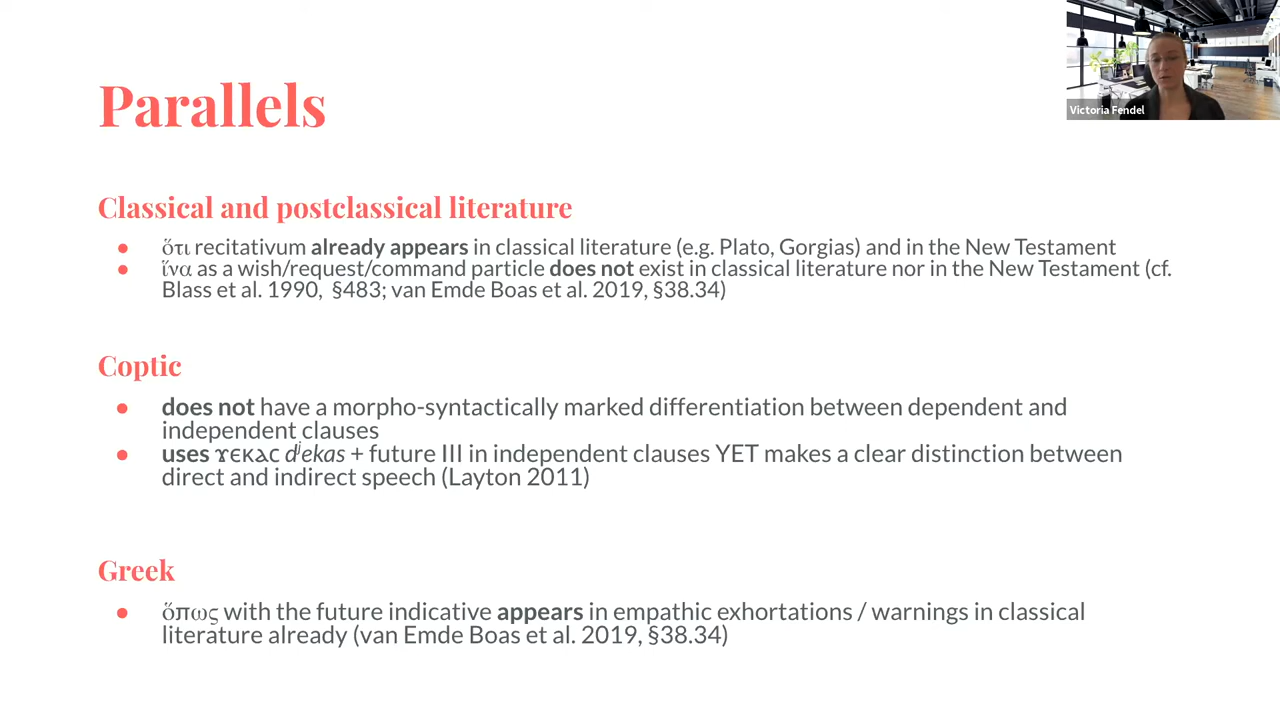 Victoria Fendel
Parallels
Classical and postclassical literature
● ὅτι recitativum already appears in classical literature (e.g. Plato, Gorgias) and in the New Testament
● ἵνα as a wish/request/command particle does not exist in classical literature nor in the New Testament (cf.
Blass et al. 1990, §483; van Emde Boas et al. 2019, §38.34)
Coptic
● does not have a morpho-syntactically marked differentiation between dependent and
independent clauses
● uses ϫⲉⲕⲁⲥ dʲekas + future III in independent clauses YET makes a clear distinction between
direct and indirect speech (Layton 2011)
Greek
● ὅπως with the future indicative appears in empathic exhortations / warnings in classical
literature already (van Emde Boas et al. 2019, §38.34)